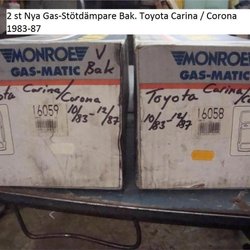 2 st Nya Gas-Stötdämpare Bak. Toyota Carina / Corona
1983-87
MONROE
GAS-MATIC
V
Bak
Carina/
Corona
16059
10/83-12/87
MONROE
GAS-MATIC
Toyota Carina/
Corona
16058
10/83-12/87